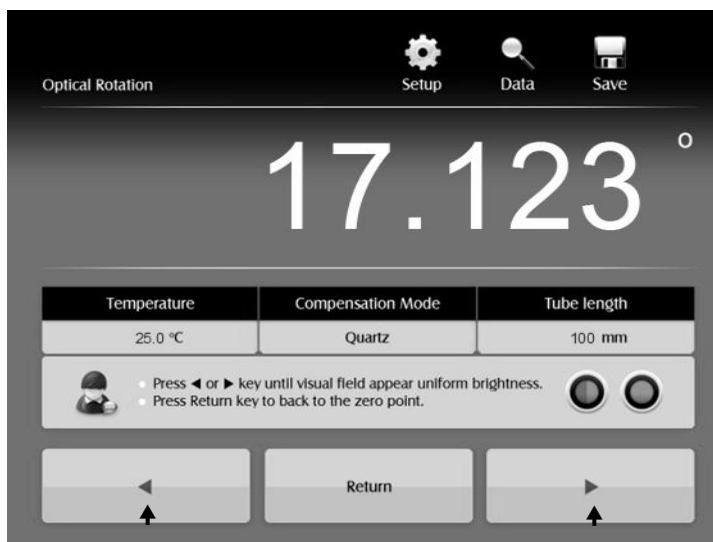 Setup Data Save
Optical Rotation
17.123 °
Temperature Compensation Mode Tube length
25.0 °C Quartz 100 mm
Press ◄ or ► key until visual field appear uniform brightness.
Press Return key to back to the zero point.
◄ Return ►